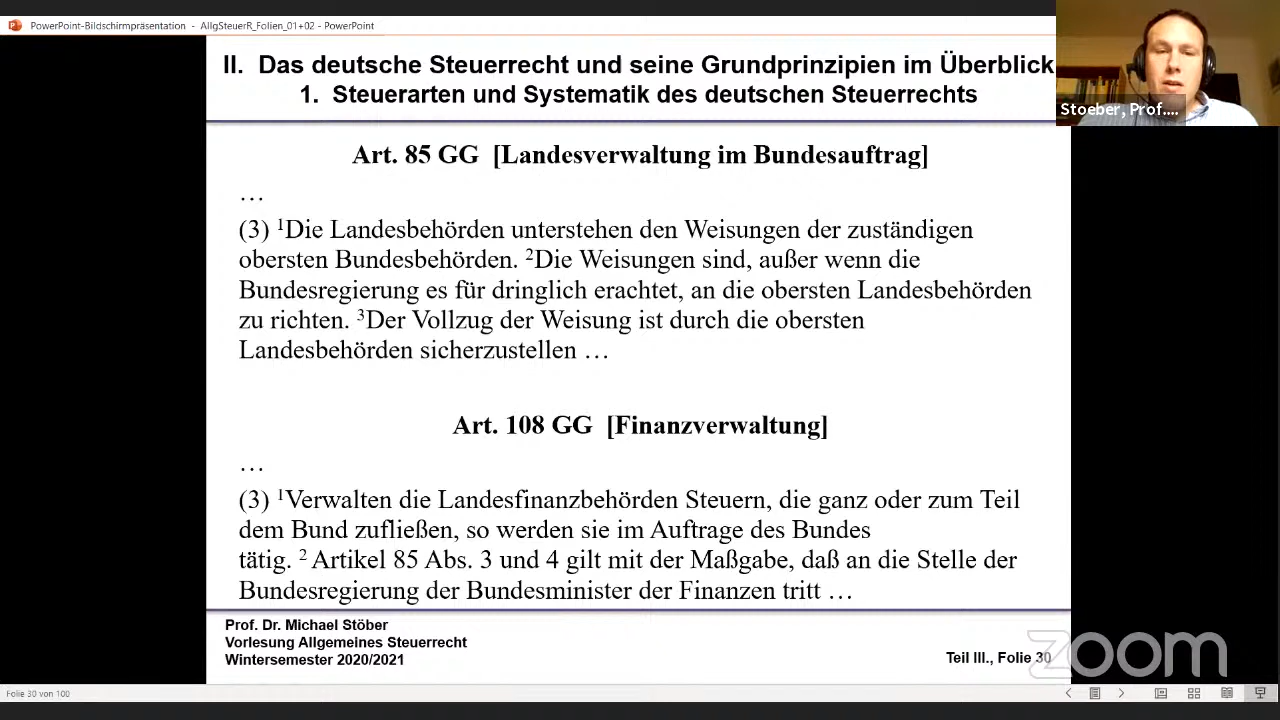 PowerPoint-Bildschirmpräsentation - AllgSteuerR_Folien_01+02 - PowerPoint
II. Das deutsche Steuerrecht und seine Grundprinzipien im Überblick
1. Steuerarten und Systematik des deutschen Steuerrechts
Stoeber, Prof....
Art. 85 GG [Landesverwaltung im Bundesauftrag]
…
(3) ¹Die Landesbehörden unterstehen den Weisungen der zuständigen
obersten Bundesbehörden. ²Die Weisungen sind, außer wenn die
Bundesregierung es für dringlich erachtet, an die obersten Landesbehörden
zu richten. ³Der Vollzug der Weisung ist durch die obersten
Landesbehörden sicherzustellen …
Art. 108 GG [Finanzverwaltung]
…
(3) ¹Verwalten die Landesfinanzbehörden Steuern, die ganz oder zum Teil
dem Bund zufließen, so werden sie im Auftrage des Bundes
tätig. ² Artikel 85 Abs. 3 und 4 gilt mit der Maßgabe, daß an die Stelle der
Bundesregierung der Bundesminister der Finanzen tritt …
Prof. Dr. Michael Stöber
Vorlesung Allgemeines Steuerrecht
Wintersemester 2020/2021
Teil III., Folie 30
zoom
Folie 30 von 100